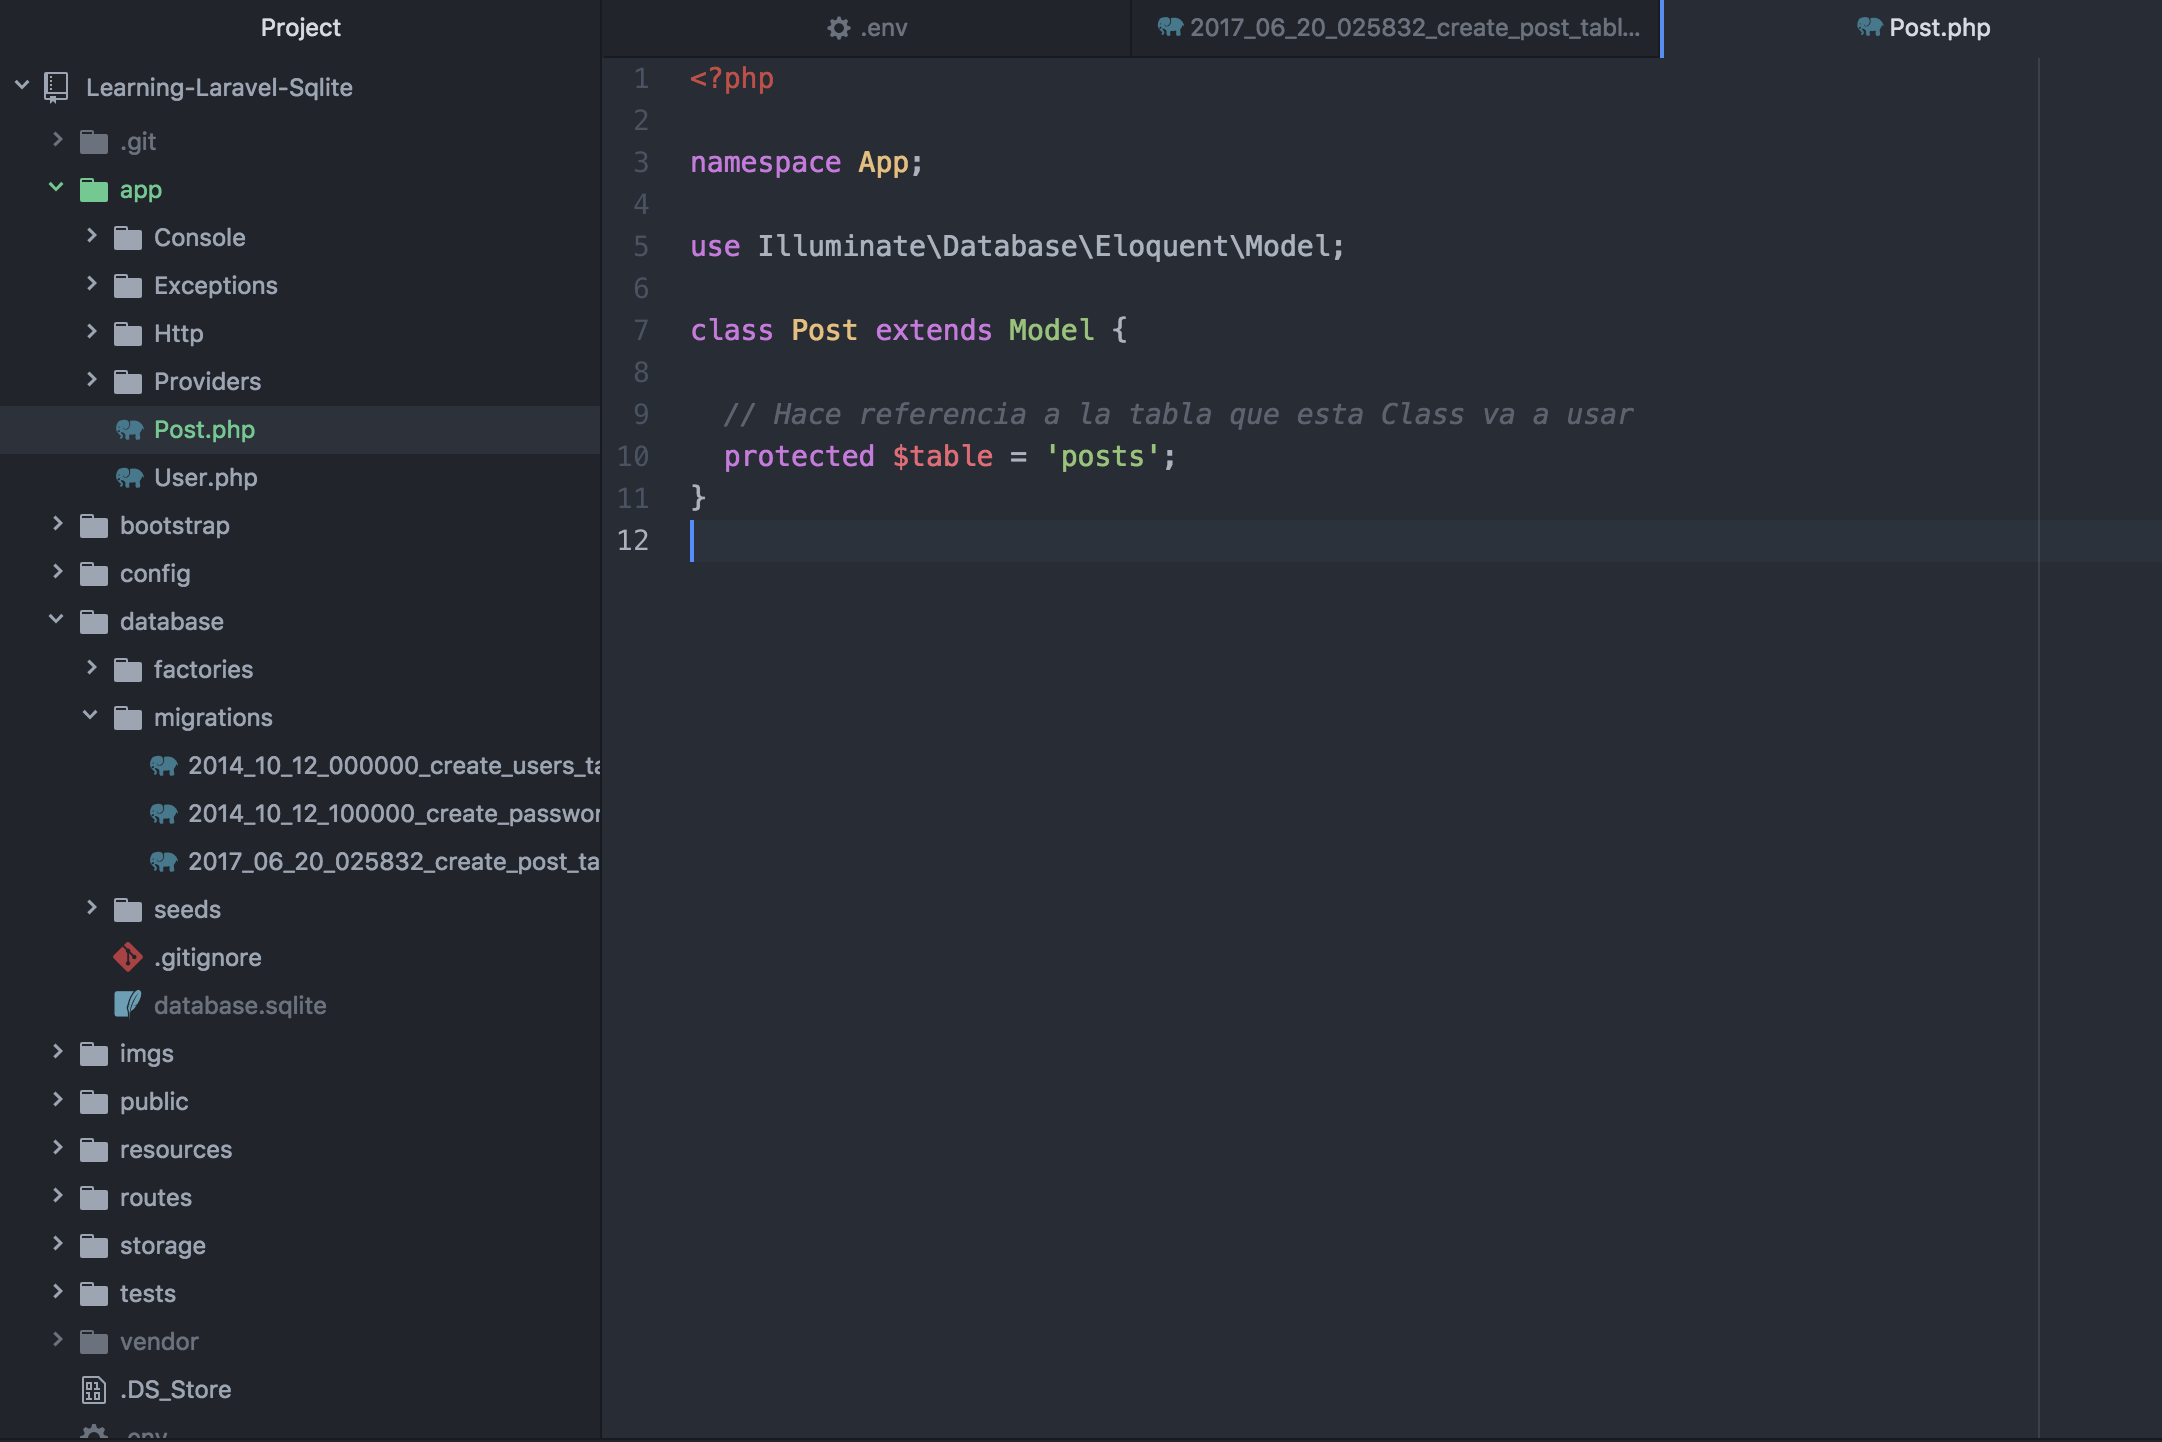 Project
Learning-Laravel-Sqlite
.git
app
Console
Exceptions
Http
Providers
Post.php
User.php
bootstrap
config
database
factories
migrations
2014_10_12_000000_create_users_ta
2014_10_12_100000_create_passwor
2017_06_20_025832_create_post_ta
seeds
.gitignore
database.sqlite
imgs
public
resources
routes
storage
tests
vendor
.DS_Store
.env
.env
2017_06_20_025832_create_post_tabl...
Post.php
1 <?php
2
3 namespace App;
4
5 use Illuminate\Database\Eloquent\Model;
6
7 class Post extends Model {
8
9 // Hace referencia a la tabla que esta Class va a usar
10 protected $table = 'posts';
11 }
12